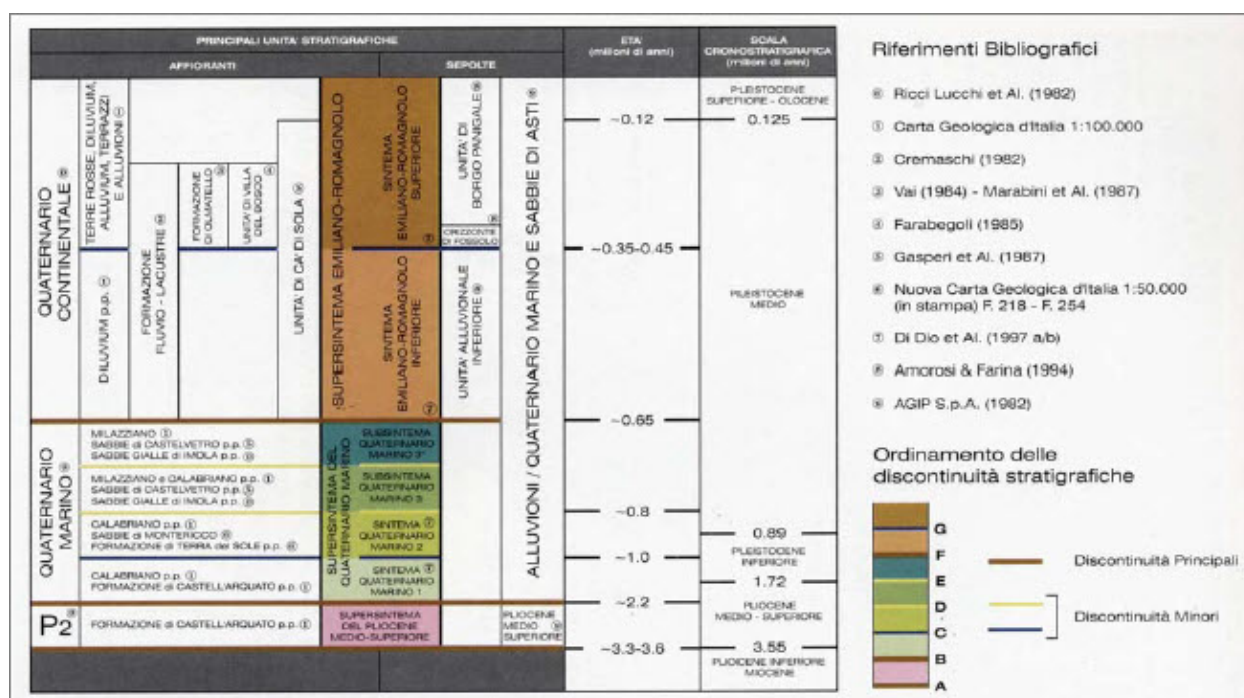 PRINCIPALI UNITA' STRATIGRAFICHE
AFFIORANTI
SEPOLTE
ETA'
(milioni di anni)
SCALA
CRONOSTRATIGRAFICA
(milioni di anni)
QUATERNARIO
CONTINENTALE
TERRE ROSSE, DILUVIUM,
ALLUVIUM, TERRAZZI
E ALLUVIONI
DILUVIUM p.p.
FORMAZIONE
FLUVIO - LACUSTRE
FORMAZIONE
DI OLMATELLO
UNITA' DI VILLA
DEL BOSCO
UNITA' DI CA' DI SOLA
SUPERSINTEMA EMILIANO-ROMAGNOLO
SINTEMA
EMILIANO-ROMAGNOLO
SUPERIORE
SINTEMA
EMILIANO-ROMAGNOLO
INFERIORE
UNITA' DI
BORGO PANIGALE
ORIZZONTE
DI FOSSOLO
UNITA' ALLUVIONALE
INFERIORE
ALLUVIONI / QUATERNARIO MARINO E SABBIE DI ASTI
QUATERNARIO
MARINO
MILAZZIANO
SABBIE di CASTELVETRO p.p.
SABBIE GIALLE di IMOLA p.p.
MILAZZIANO e CALABRIANO p.p.
SABBIE di CASTELVETRO p.p.
SABBIE GIALLE di IMOLA p.p.
CALABRIANO p.p.
SABBIE di MONTERICCO
FORMAZIONE di TERRA del SOLE p.p.
CALABRIANO p.p.
FORMAZIONE di CASTELL'ARQUATO p.p.
SUPERSINTEMA DEL
QUATERNARIO MARINO
SUBSINTEMA
QUATERNARIO
MARINO 3"
SUBSINTEMA
QUATERNARIO
MARINO 3
SINTEMA
QUATERNARIO
MARINO 2
SINTEMA
QUATERNARIO
MARINO 1
P2
FORMAZIONE di CASTELL'ARQUATO p.p.
SUPERSINTEMA
DEL PLIOCENE
MEDIO-SUPERIORE
PLIOCENE
MEDIO
SUPERIORE
~0.12
~0.35-0.45
~0.65
~0.8
~1.0
~2.2
~3.3-3.6
PLEISTOCENE
SUPERIORE - OLOCENE
0.125
PLEISTOCENE
MEDIO
0.89
PLEISTOCENE
INFERIORE
1.72
PLIOCENE
MEDIO - SUPERIORE
3.55
PLIOCENE INFERIORE
MIOCENE
Riferimenti Bibliografici
Ricci Lucchi et Al. (1982)
① Carta Geologica d'Italia 1:100.000
② Cremaschi (1982)
③ Vai (1984) - Marabini et Al. (1987)
④ Farabegoli (1985)
⑤ Gasperi et Al. (1987)
⑥ Nuova Carta Geologica d'Italia 1:50.000
(in stampa) F. 218 - F. 254
⑦ Di Dio et Al. (1997 a/b)
⑧ Amorosi & Farina (1994)
⑨ AGIP S.p.A. (1982)
Ordinamento delle
discontinuità stratigrafiche
G
F
E
D
C
B
A
Discontinuità Principali
Discontinuità Minori